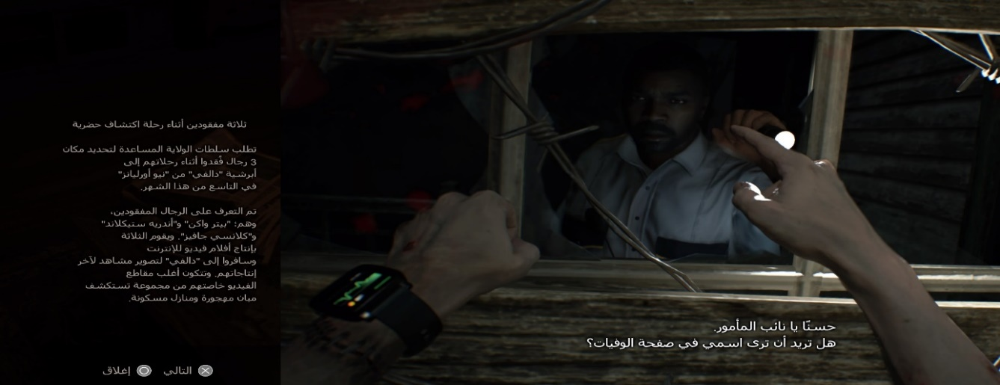 ثلاثة مفقودين أثناء رحلة اكتشاف حضرية
تطلب سلطات الولاية المساعدة لتحديد مكان
3 رجال فُقدوا أثناء رحلاتهم إلى
أبرشية "دالفي" من "نيو أورليانز"
في التاسع من هذا الشهر.
تم التعرف على الرجال المفقودين،
وهم: "بيتر واكن" و"أندريه ستيكلاند"
و"كلانسي جافيز". ويقوم الثلاثة
بإنتاج أفلام فيديو للإنترنت
وسافروا إلى "دالفي" لتصوير مشاهد لآخر
إنتاجاتهم. وتتكون أغلب مقاطع
الفيديو خاصتهم من مجموعة تستكشف
مبان مهجورة ومنازل مسكونة.
التالي إغلاق
حسنًا يا نائب المأمور.
هل تريد أن ترى اسمي في صفحة الوفيات؟